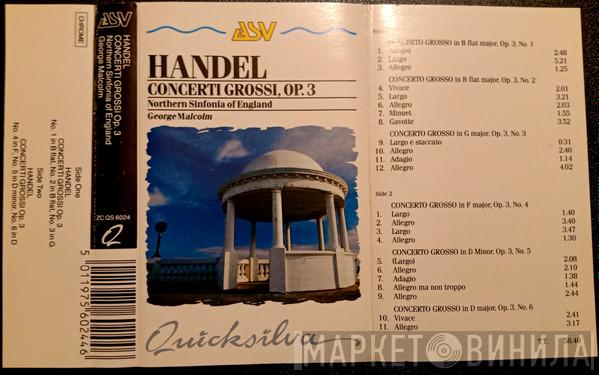 CHROME
ASV
HANDEL
CONCERTI GROSSI Op. 3
Northern Sinfonia of England
George Malcolm
Side One
HANDEL
CONCERTI GROSSI Op. 3
No. 1 in B flat, No. 2 in B flat, No. 3 in G
Side Two
HANDEL
CONCERTI GROSSI Op. 3
No. 4 in F, No. 5 in D minor, No. 6 in D
ZC QS 6024
Q
5 011975 602446
ASV
HANDEL
CONCERTI GROSSI, OP. 3
Northern Sinfonia of England
George Malcolm
Quicksilva
CONCERTO GROSSO in B flat major, Op. 3, No. 1
1. Allegro 2.48
2. Largo 5.21
3. Allegro 1.25
CONCERTO GROSSO in B flat major, Op. 3, No. 2
4. Vivace 2.01
5. Largo 3.21
6. Allegro 2.03
7. Minuet 1.55
8. Gavotte 3.52
CONCERTO GROSSO in G major, Op. 3, No. 3
9. Largo e staccato 0.31
10. Allegro 2.40
11. Adagio 1.14
12. Allegro 4.02
Side 2
CONCERTO GROSSO in F major, Op. 3, No. 4
1. Largo 1.40
2. Allegro 3.40
3. Largo 3.47
4. Allegro 1.30
CONCERTO GROSSO in D Minor, Op. 3, No. 5
5. (Largo) 2.08
6. Allegro 2.10
7. Adagio 1.38
8. Allegro ma non troppo 1.44
9. Allegro 2.44
CONCERTO GROSSO in D major, Op. 3, No. 6
10. Vivace 2.41
11. Allegro 3.17
T.T. 58.40
МАРКЕТ ВИНИЛА